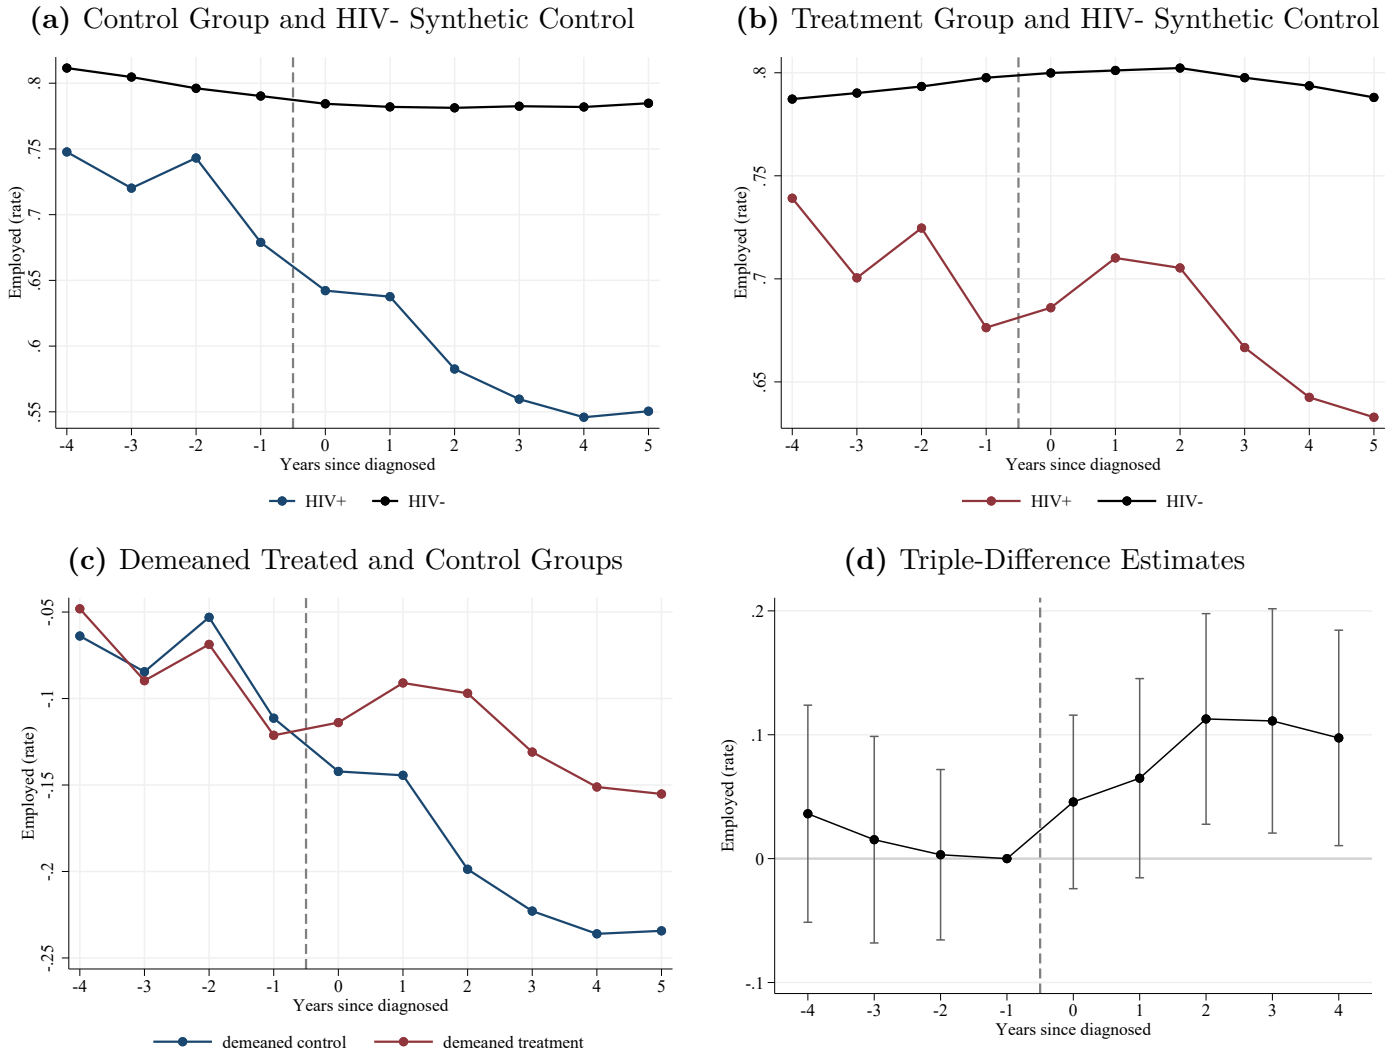 (a) Control Group and HIV- Synthetic Control
Employed (rate)
.8
.75
.7
.65
.6
.55
-4 -3 -2 -1 0 1 2 3 4 5
Years since diagnosed
HIV+ HIV-
(b) Treatment Group and HIV- Synthetic Control
Employed (rate)
.8
.75
.7
.65
-4 -3 -2 -1 0 1 2 3 4 5
Years since diagnosed
HIV+ HIV-
(c) Demeaned Treated and Control Groups
Employed (rate)
-.05
-.1
-.15
-.2
-.25
-4 -3 -2 -1 0 1 2 3 4 5
Years since diagnosed
demeaned control demeaned treatment
(d) Triple-Difference Estimates
Employed (rate)
.2
.1
0
-.1
-4 -3 -2 -1 0 1 2 3 4
Years since diagnosed